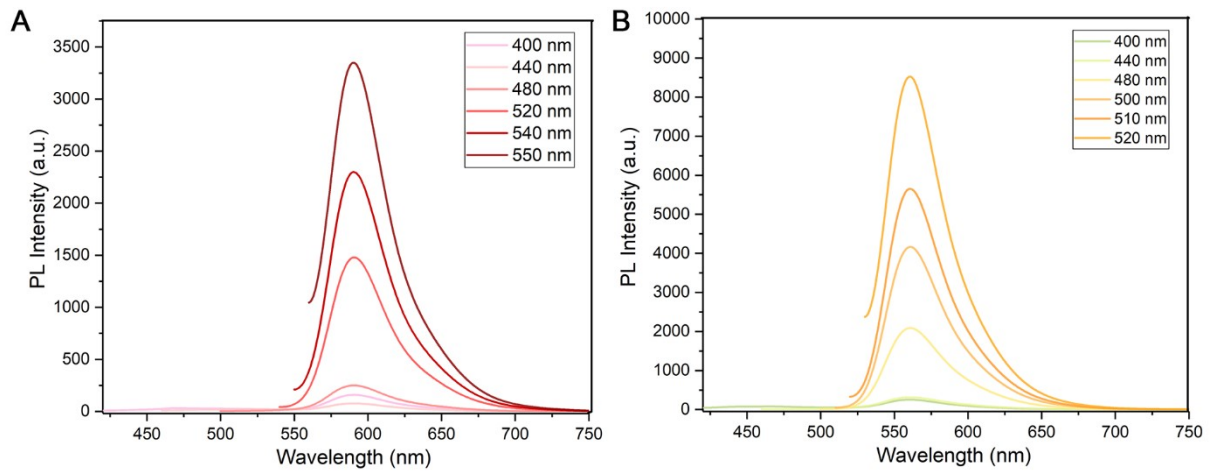 A
400 nm
440 nm
480 nm
520 nm
540 nm
550 nm
3500
3000
2500
2000
1500
1000
500
0
PL Intensity (a.u.)
450
500
550
600
650
700
750
Wavelength (nm)
B
400 nm
440 nm
480 nm
500 nm
510 nm
520 nm
10000
9000
8000
7000
6000
5000
4000
3000
2000
1000
0
PL Intensity (a.u.)
450
500
550
600
650
700
750
Wavelength (nm)